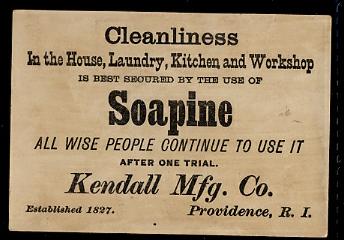 Cleanliness
In the House, Laundry, Kitchen and Workshop
IS BEST SECURED BY THE USE OF
Soapine
ALL WISE PEOPLE CONTINUE TO USE IT
AFTER ONE TRIAL.
Kendall Mfg. Co.
Established 1827. Providence, R. I.